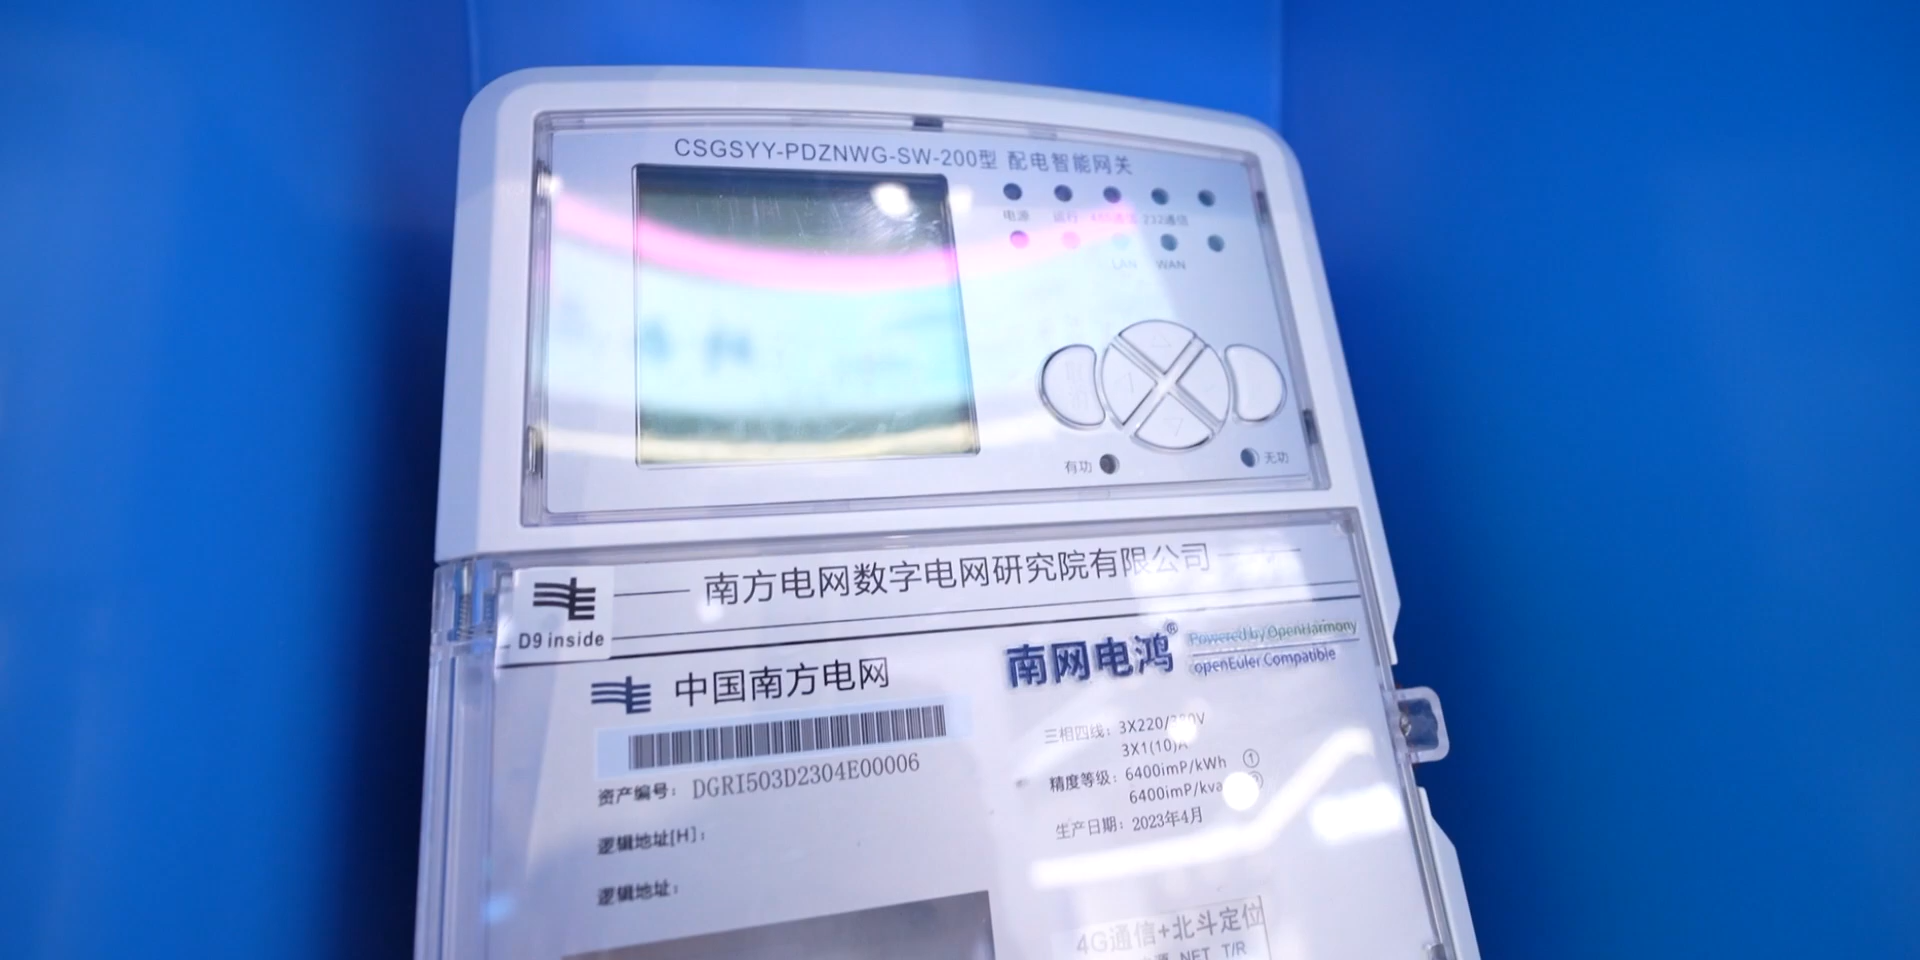 CSGSYY-PDZNWG-SW-200型 配电智能网关
电源 运行 232通信
LAN WAN
有功 无功
南方电网数字电网研究院有限公司
D9 inside
中国南方电网
南网电鸿®
Powered by OpenHarmony
openEuler Compatible
资产编号: DGRI503D2304E00006
逻辑地址[H]:
逻辑地址:
三相四线: 3X220/380V
3X1(10)A
精度等级: 6400imP/kWh ①
6400imP/kva
生产日期: 2023年4月
4G通信+北斗定位
NET T/R